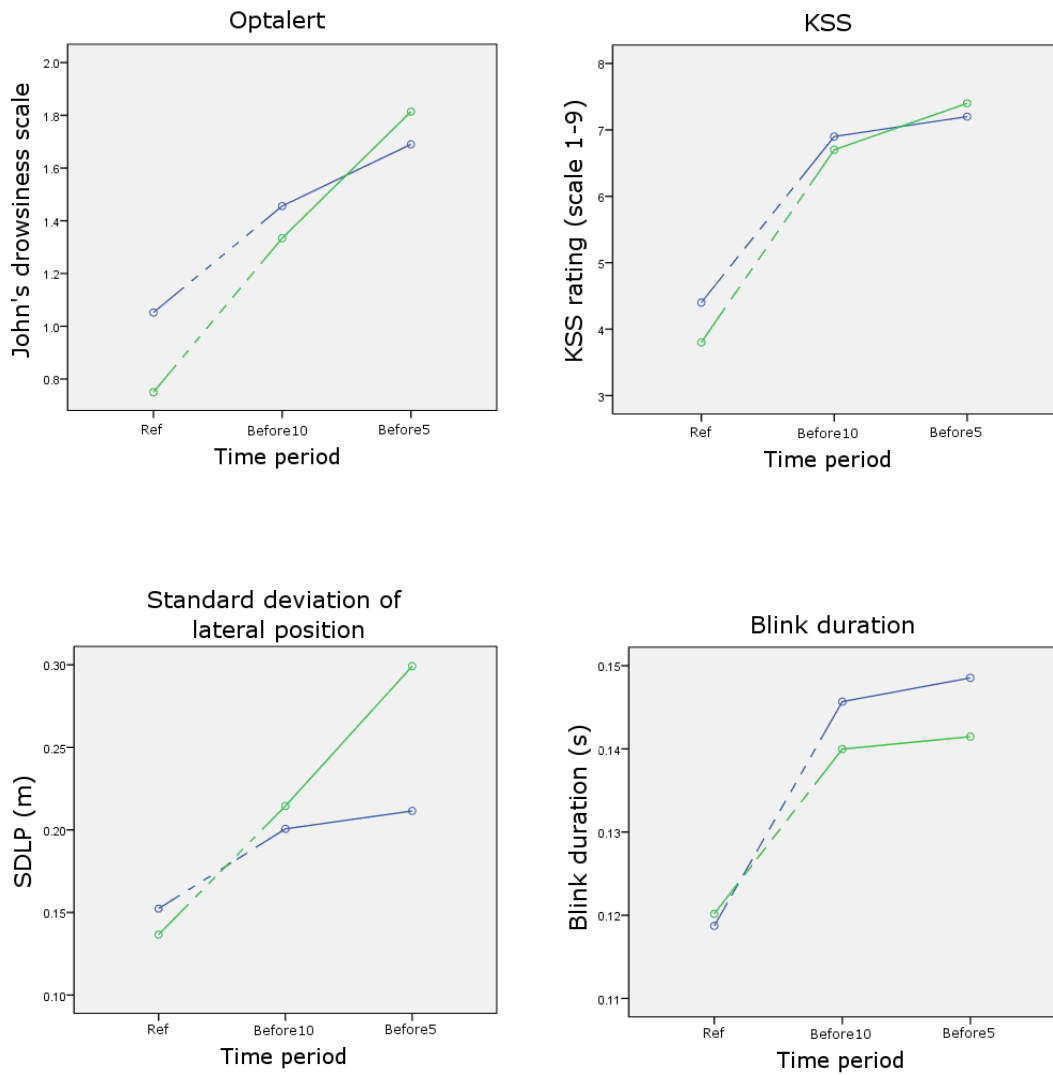 Optalert
John's drowsiness scale
2.0
1.8
1.6
1.4
1.2
1.0
0.8
Ref
Before10
Before5
Time period
KSS
KSS rating (scale 1-9)
8
7
6
5
4
3
Ref
Before10
Before5
Time period
Standard deviation of
lateral position
SDLP (m)
0.30
0.25
0.20
0.15
0.10
Ref
Before10
Before5
Time period
Blink duration
Blink duration (s)
0.15
0.14
0.13
0.12
0.11
Ref
Before10
Before5
Time period